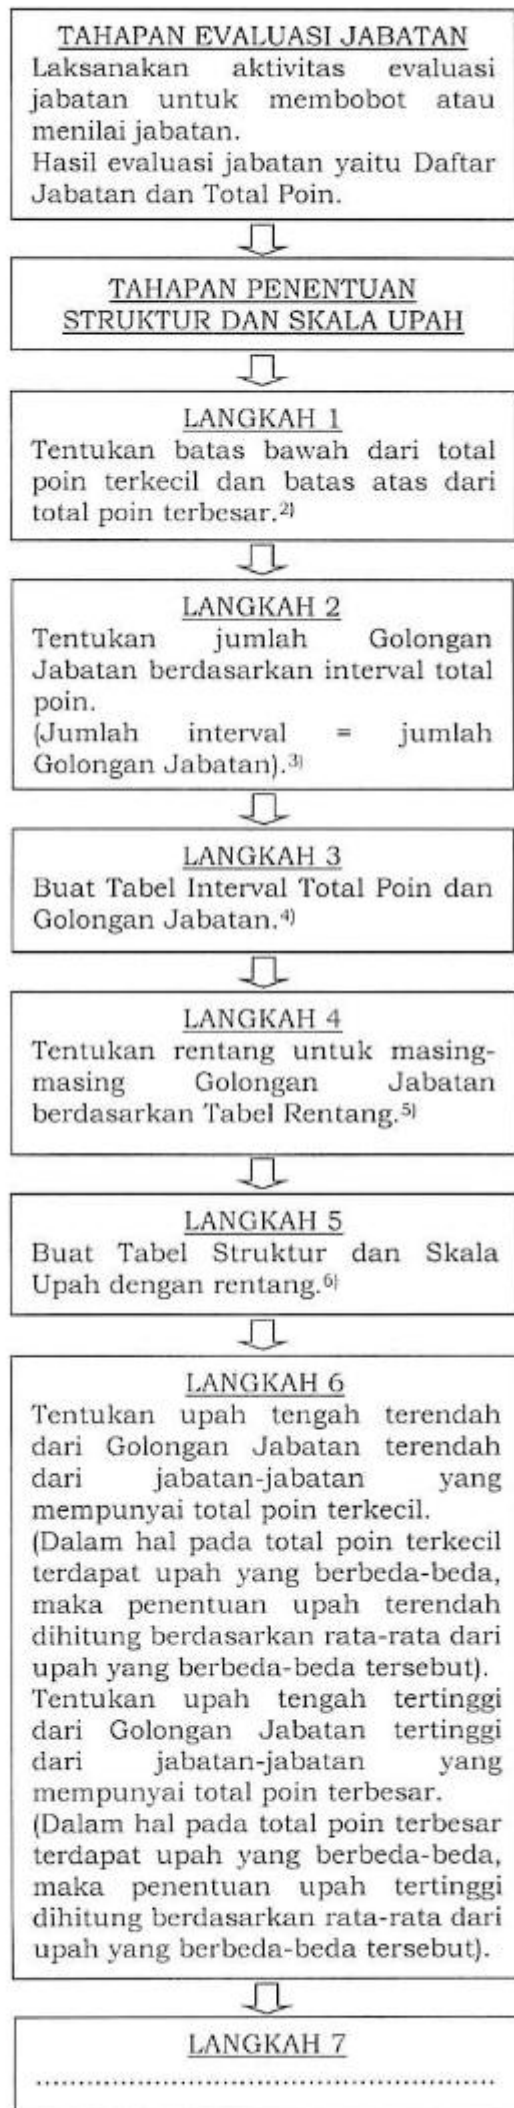 TAHAPAN EVALUASI JABATAN
Laksanakan aktivitas evaluasi
jabatan untuk membobot atau
menilai jabatan.
Hasil evaluasi jabatan yaitu Daftar
Jabatan dan Total Poin.
TAHAPAN PENENTUAN
STRUKTUR DAN SKALA UPAH
LANGKAH 1
Tentukan batas bawah dari total
poin terkecil dan batas atas dari
total poin terbesar.2)
LANGKAH 2
Tentukan jumlah Golongan
Jabatan berdasarkan interval total
poin.
(Jumlah interval = jumlah
Golongan Jabatan).3)
LANGKAH 3
Buat Tabel Interval Total Poin dan
Golongan Jabatan.4)
LANGKAH 4
Tentukan rentang untuk masing-
masing Golongan Jabatan
berdasarkan Tabel Rentang.5)
LANGKAH 5
Buat Tabel Struktur dan Skala
Upah dengan rentang.6)
LANGKAH 6
Tentukan upah tengah terendah
dari Golongan Jabatan terendah
dari jabatan-jabatan yang
mempunyai total poin terkecil.
(Dalam hal pada total poin terkecil
terdapat upah yang berbeda-beda,
maka penentuan upah terendah
dihitung berdasarkan rata-rata dari
upah yang berbeda-beda tersebut).
Tentukan upah tengah tertinggi
dari Golongan Jabatan tertinggi
dari jabatan-jabatan yang
mempunyai total poin terbesar.
(Dalam hal pada total poin terbesar
terdapat upah yang berbeda-beda,
maka penentuan upah tertinggi
dihitung berdasarkan rata-rata dari
upah yang berbeda-beda tersebut).
LANGKAH 7
....................................................